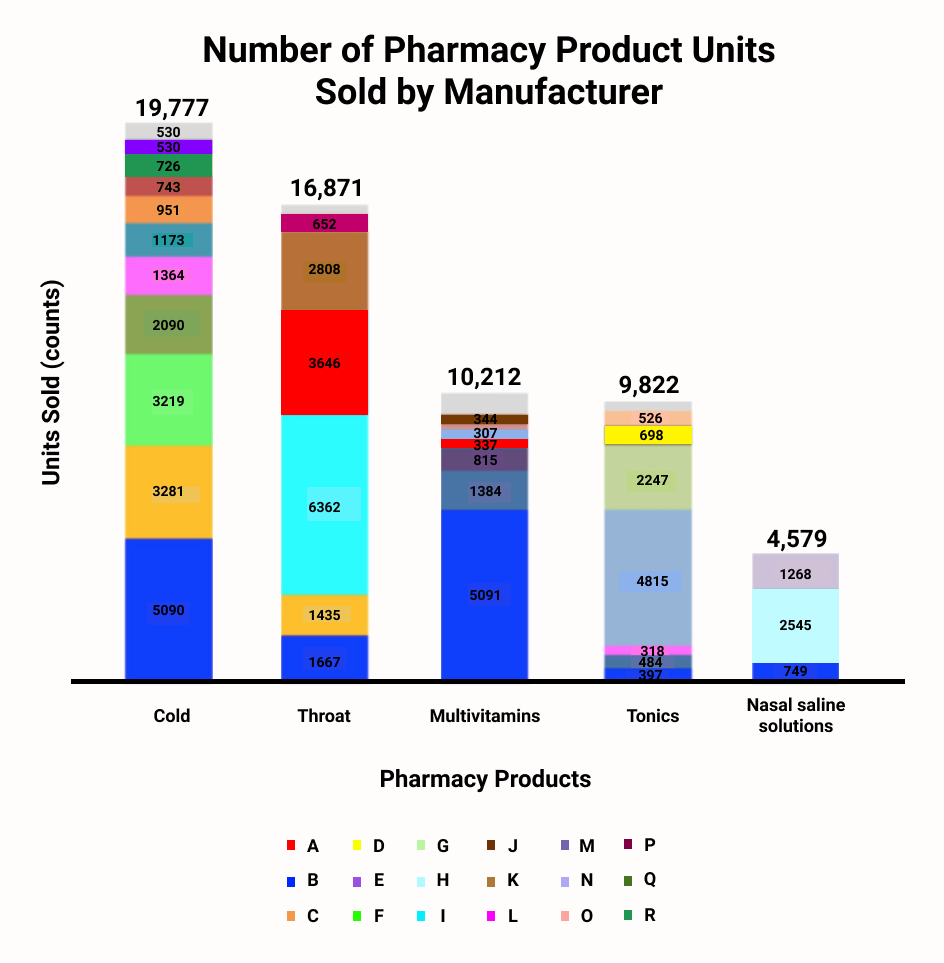 Number of Pharmacy Product Units
Sold by Manufacturer
19,777
530
530
726
743
951
1173
1364
2090
3219
3281
5090
16,871
652
2808
3646
6362
1435
1667
10,212
344
307
337
815
1384
5091
9,822
526
698
2247
4815
318
484
397
4,579
1268
2545
749
Units Sold (counts)
Cold
Throat
Multivitamins
Tonics
Nasal saline
solutions
Pharmacy Products
A D G J M P
B E H K N Q
C F I L O R